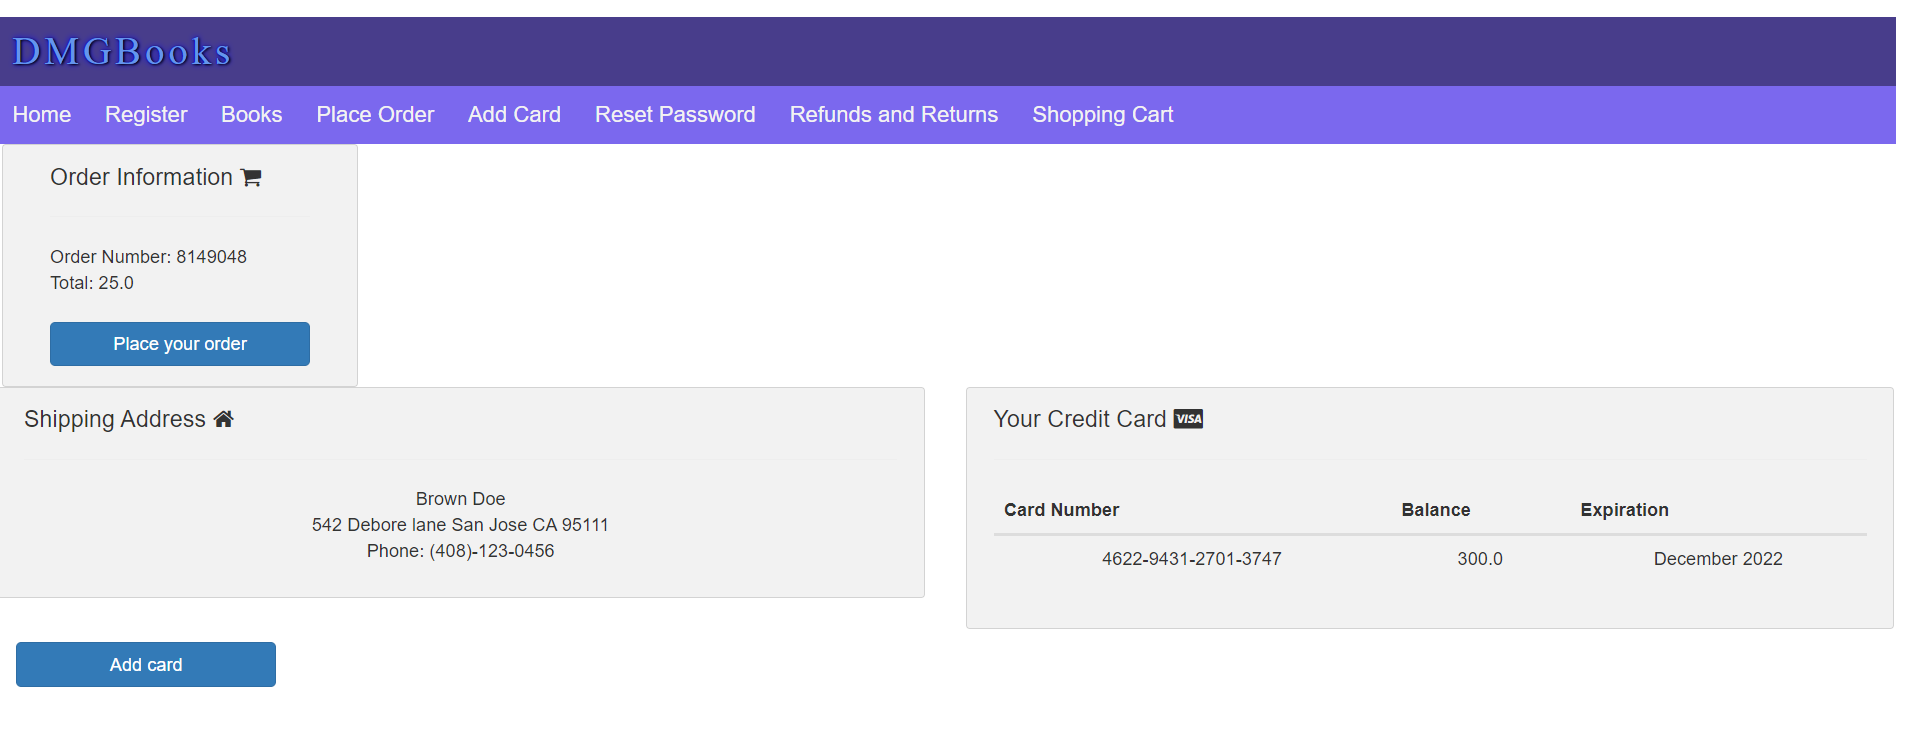 DMGBooks
Home Register Books Place Order Add Card Reset Password Refunds and Returns Shopping Cart
Order Information
Order Number: 8149048
Total: 25.0
Place your order
Shipping Address
Brown Doe
542 Debore lane San Jose CA 95111
Phone: (408)-123-0456
Your Credit Card VISA
Card Number Balance Expiration
4622-9431-2701-3747 300.0 December 2022
Add card